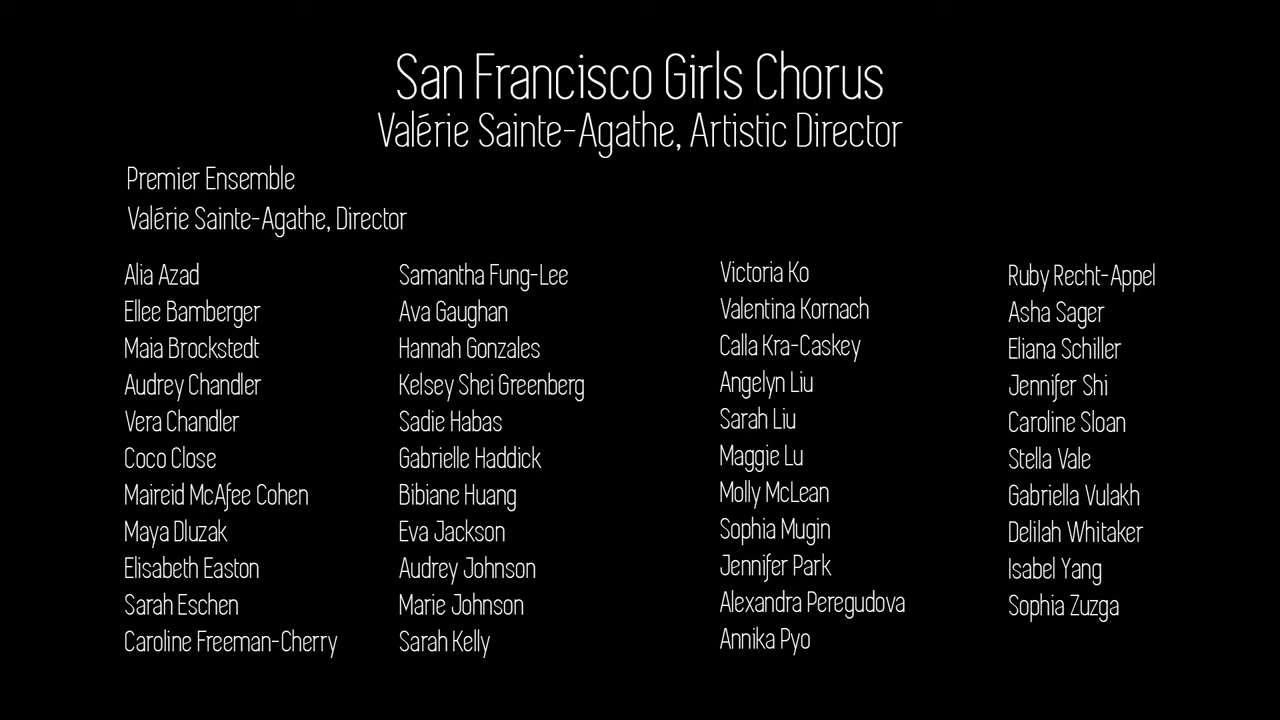 San Francisco Girls Chorus
Valérie Sainte-Agathe, Artistic Director
Premier Ensemble
Valérie Sainte-Agathe, Director
Alia Azad
Ellee Bamberger
Maia Brockstedt
Audrey Chandler
Vera Chandler
Coco Close
Maireid McAfee Cohen
Maya Dluzak
Elisabeth Easton
Sarah Eschen
Caroline Freeman-Cherry
Samantha Fung-Lee
Ava Gaughan
Hannah Gonzales
Kelsey Shei Greenberg
Sadie Habas
Gabrielle Haddick
Bibiane Huang
Eva Jackson
Audrey Johnson
Marie Johnson
Sarah Kelly
Victoria Ko
Valentina Kornach
Calla Kra-Caskey
Angelyn Liu
Sarah Liu
Maggie Lu
Molly McLean
Sophia Mugin
Jennifer Park
Alexandra Peregudova
Annika Pyo
Ruby Recht-Appel
Asha Sager
Eliana Schiller
Jennifer Shi
Caroline Sloan
Stella Vale
Gabriella Vulakh
Delilah Whitaker
Isabel Yang
Sophia Zuzga